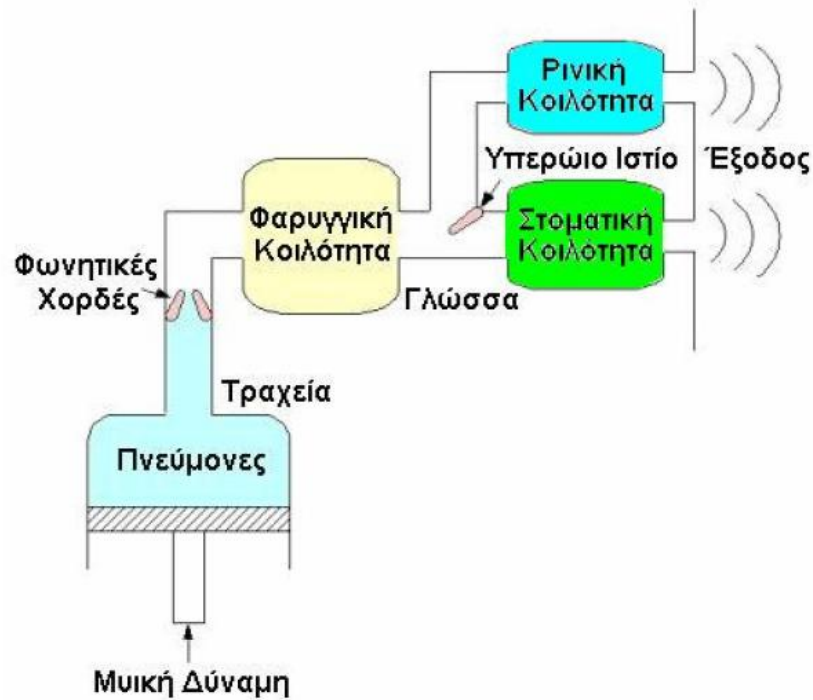 Ρινική
Κοιλότητα
Υπερώιο Ιστίο
Έξοδος
Φαρυγγική
Κοιλότητα
Στοματική
Κοιλότητα
Φωνητικές
Χορδές
Γλώσσα
Τραχεία
Πνεύμονες
Μυική Δύναμη